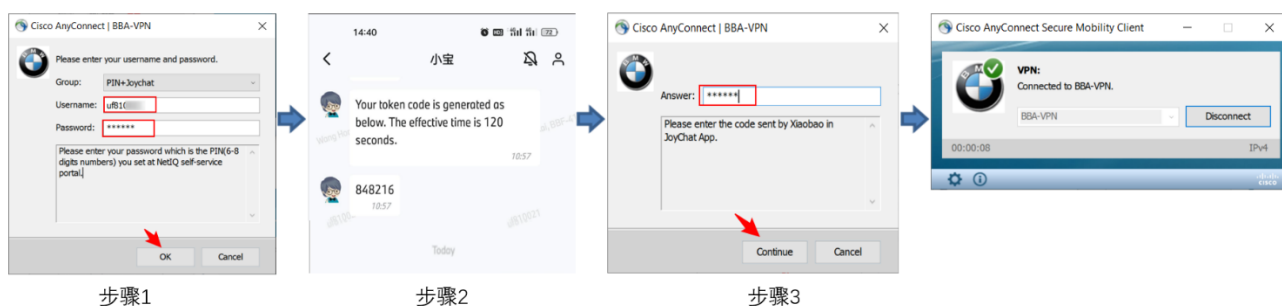 Cisco AnyConnect | BBA-VPN
Please enter your username and password.
Group: PIN+Joychat
Username: uf810
Password: ******
Please enter your password which is the PIN(6-8
digits numbers) you set at NetIQ self-service
portal.
OK Cancel
步骤1
14:40
72
小宝
Your token code is generated as
below. The effective time is 120
seconds.
10:57
848216
10:57
uf810021
Today
步骤2
Cisco AnyConnect | BBA-VPN
Answer: ******
Please enter the code sent by Xiaobao in
JoyChat App.
Continue Cancel
步骤3
Cisco AnyConnect Secure Mobility Client
VPN:
Connected to BBA-VPN.
BBA-VPN Disconnect
00:00:08 IPv4
CISCO